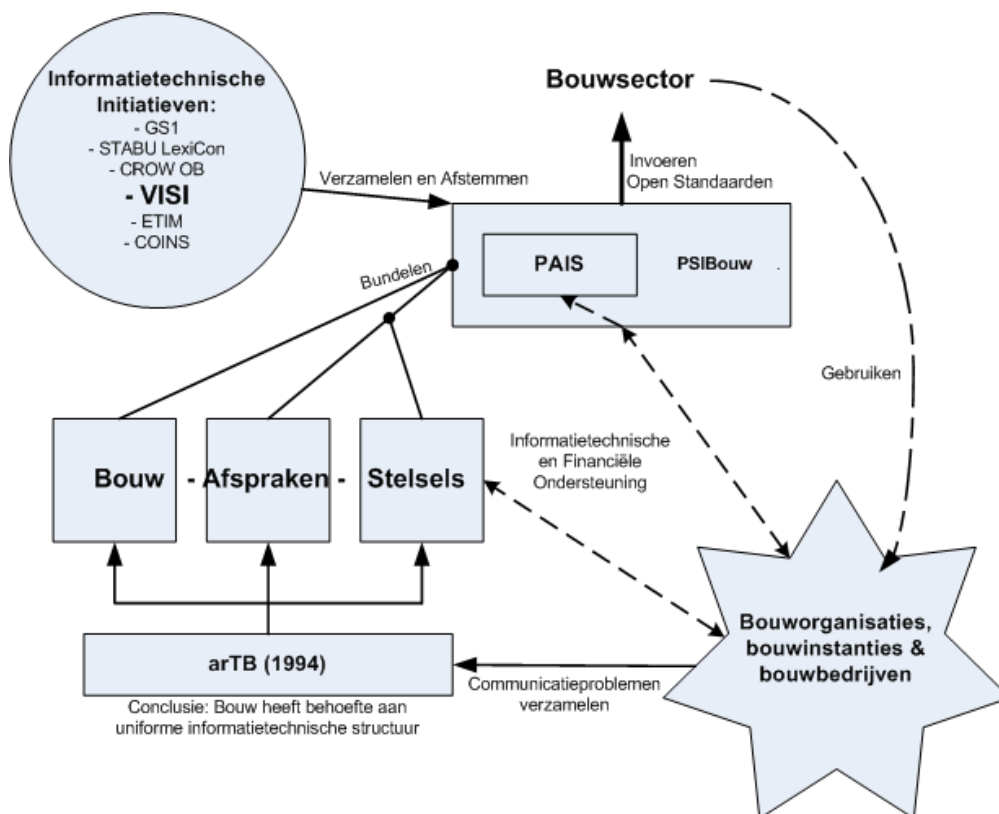 Informatietechnische
Initiatieven:
- GS1
- STABU LexiCon
- CROW OB
- VISI
- ETIM
- COINS
Bouwsector
Verzamelen en Afstemmen
Invoeren
Open Standaarden
PAIS
PSIBouw
Bundelen
Gebruiken
Bouw - Afspraken - Stelsels
Informatietechnische
en Financiële
Ondersteuning
arTB (1994)
Conclusie: Bouw heeft behoefte aan
uniforme informatietechnische structuur
Communicatieproblemen
verzamelen
Bouworganisaties,
bouwinstanties &
bouwbedrijven